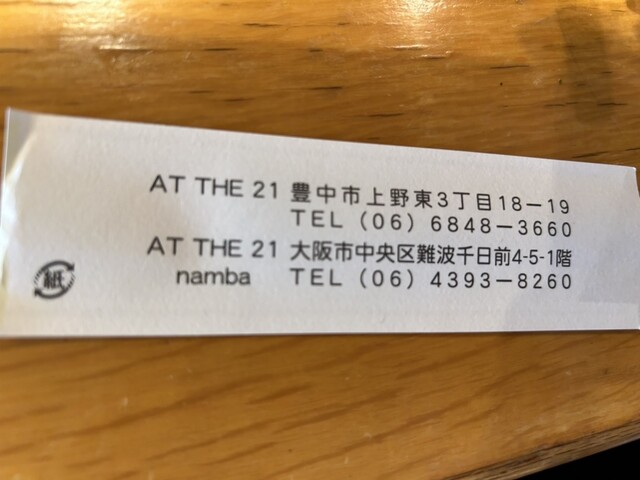 AT THE 21 豊中市上野東3丁目18－19
TEL（06）6848－3660
AT THE 21 大阪市中央区難波千日前4-5-1階
namba TEL（06）4393－8260
紙